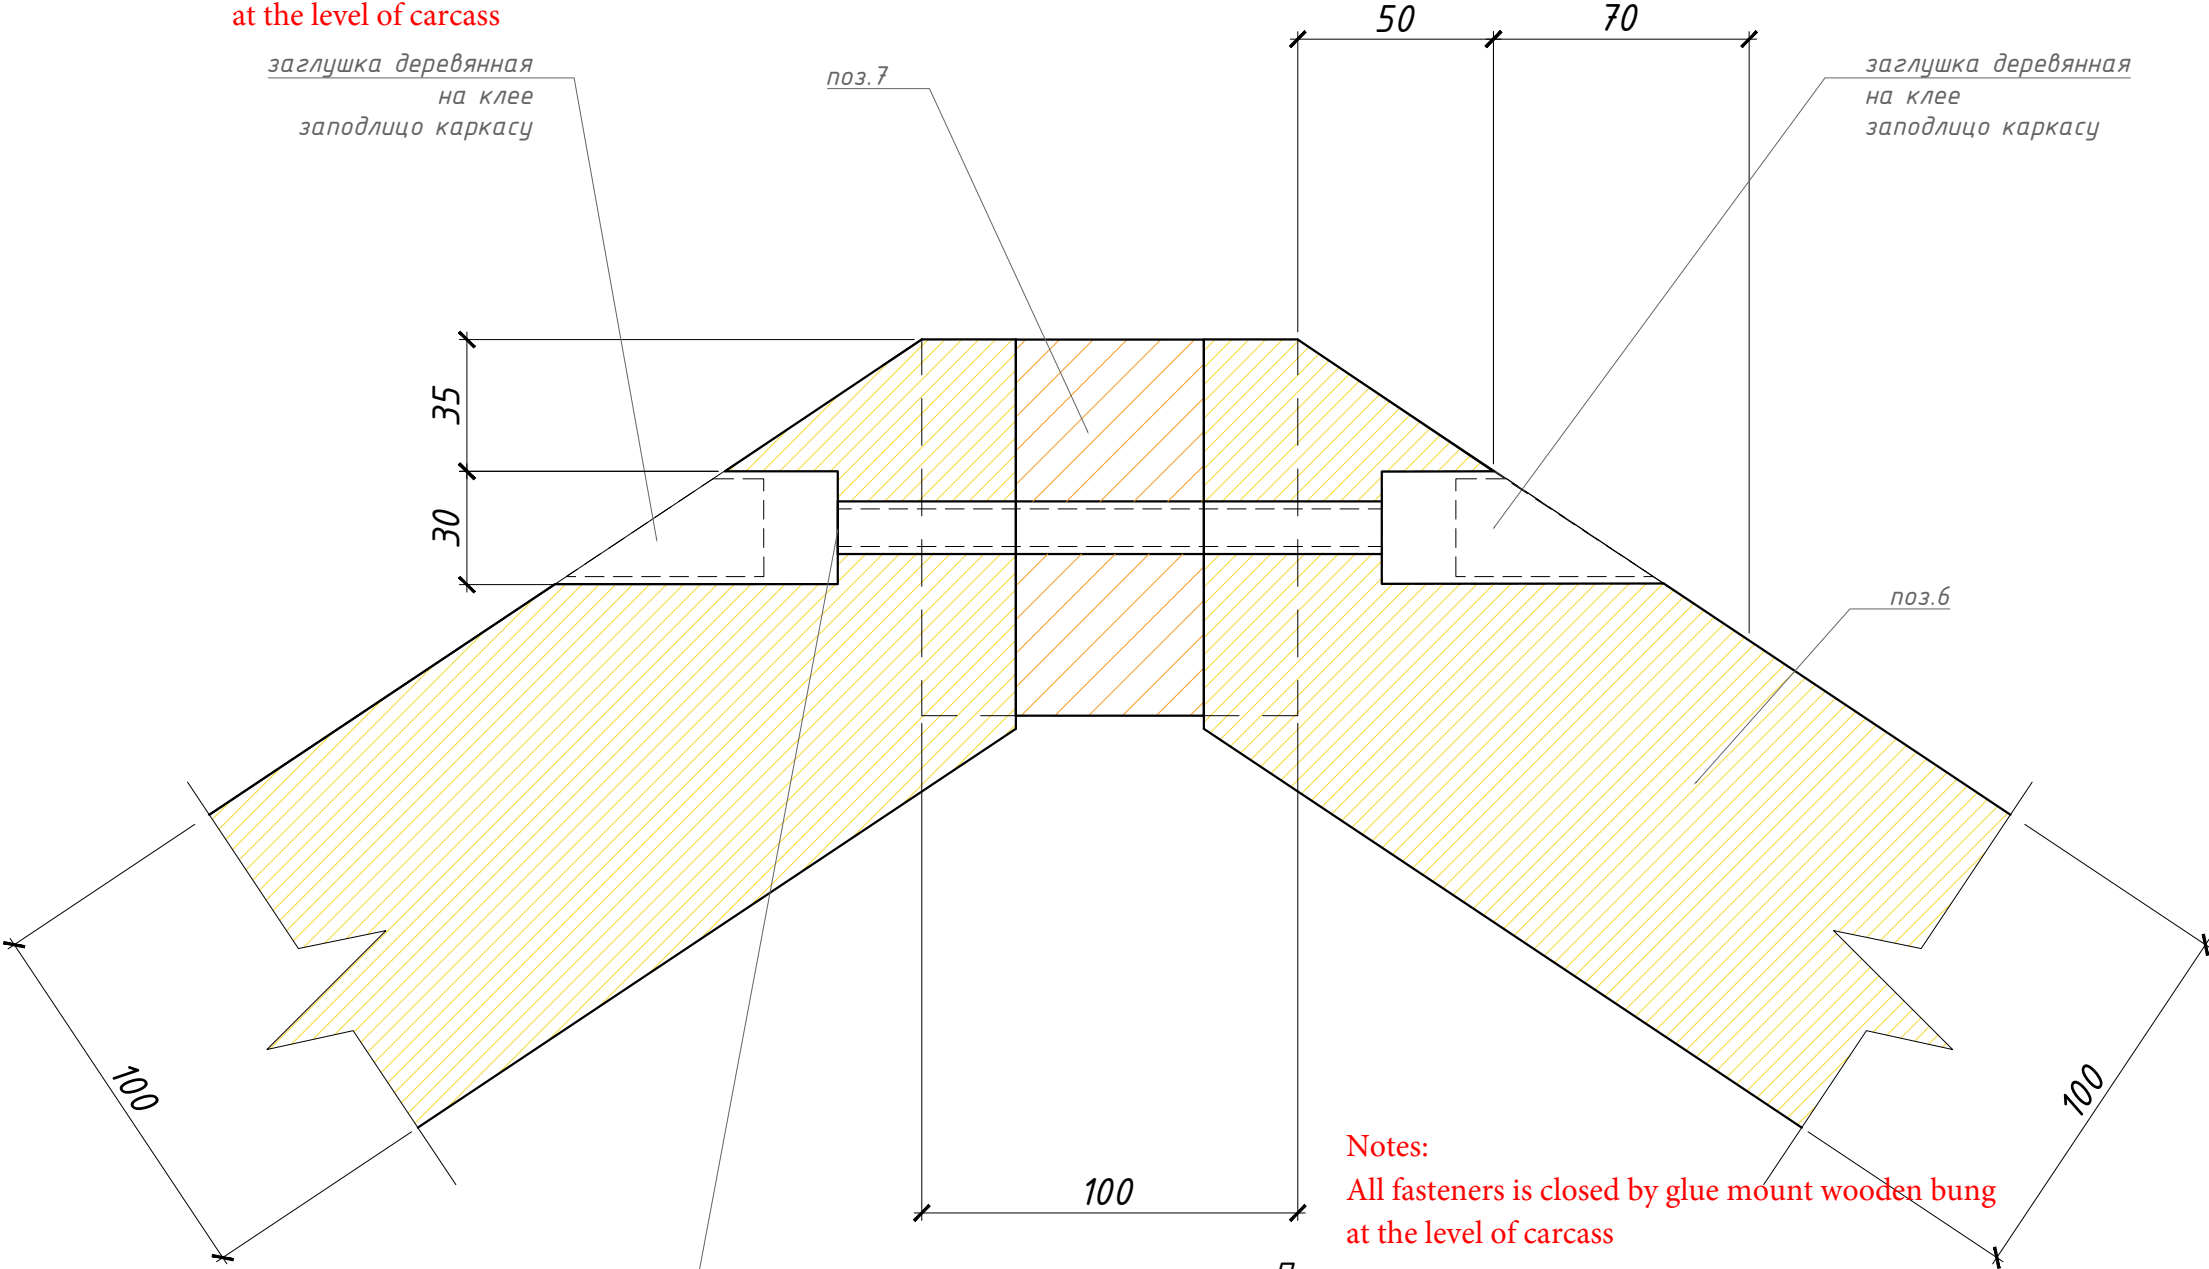 at the level of carcass
50
70
заглушка деревянная
на клее
заподлицо каркасу
поз.7
заглушка деревянная
на клее
заподлицо каркасу
35
30
поз.6
100
100
100
Notes:
All fasteners is closed by glue mount wooden bung
at the level of carcass